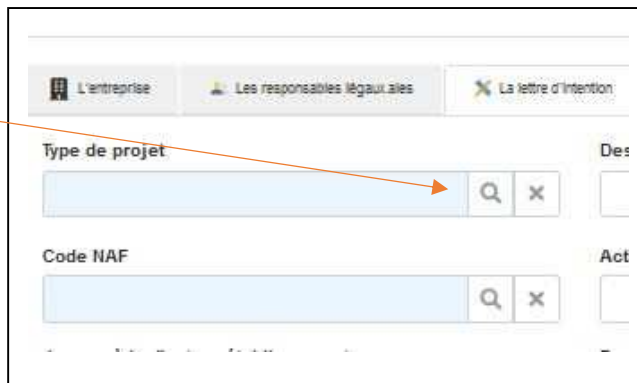 L'entreprise Les responsables légaux.ales La lettre d'intention
Type de projet Des
Code NAF Act